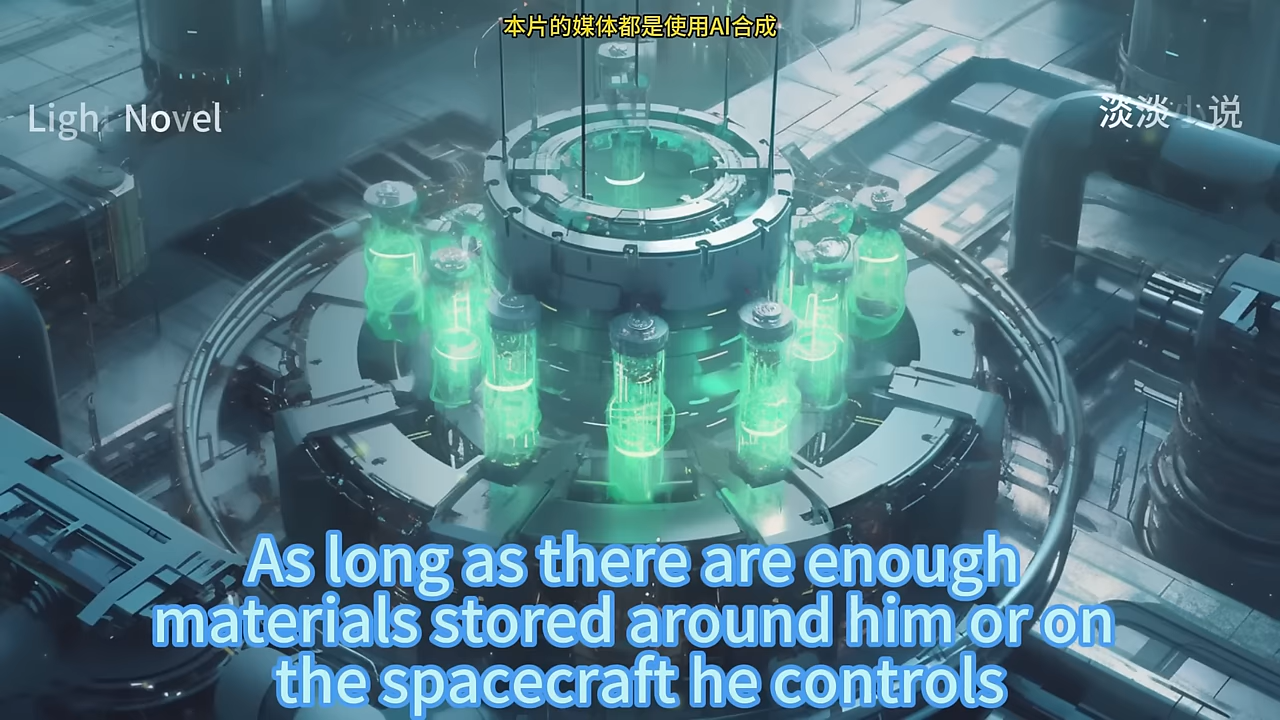 本片的媒体都是使用AI合成
Light Novel
淡淡小说
As long as there are enough
materials stored around him or on
the spacecraft he controls